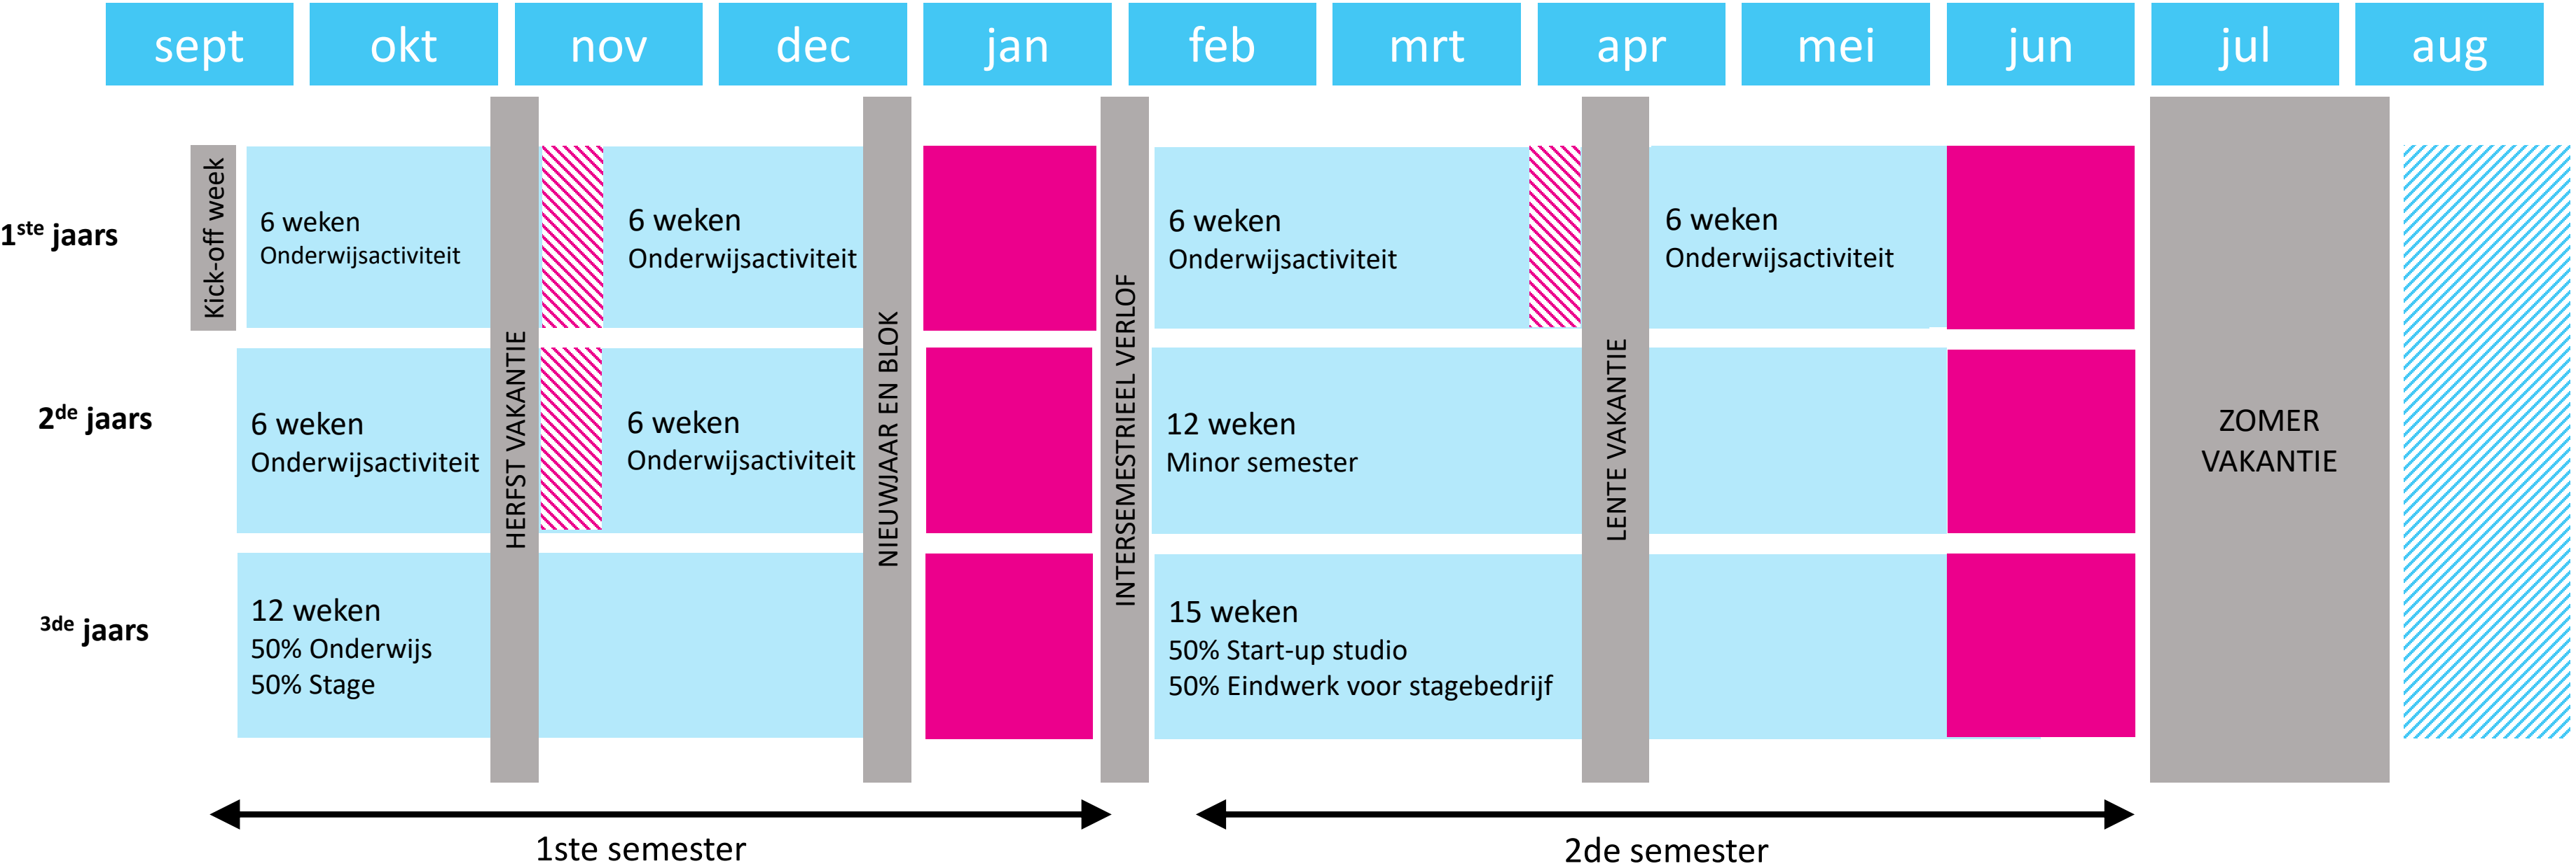 sept okt nov dec jan feb mrt apr mei jun jul aug
1ste jaars
Kick-off week
6 weken
Onderwijsactiviteit
6 weken
Onderwijsactiviteit
6 weken
Onderwijsactiviteit
6 weken
Onderwijsactiviteit
2de jaars
6 weken
Onderwijsactiviteit
6 weken
Onderwijsactiviteit
12 weken
Minor semester
3de jaars
12 weken
50% Onderwijs
50% Stage
15 weken
50% Start-up studio
50% Eindwerk voor stagebedrijf
HERFST VAKANTIE
NIEUWJAAR EN BLOK
INTERSEMESTRIEEL VERLOF
LENTE VAKANTIE
ZOMER
VAKANTIE
1ste semester
2de semester